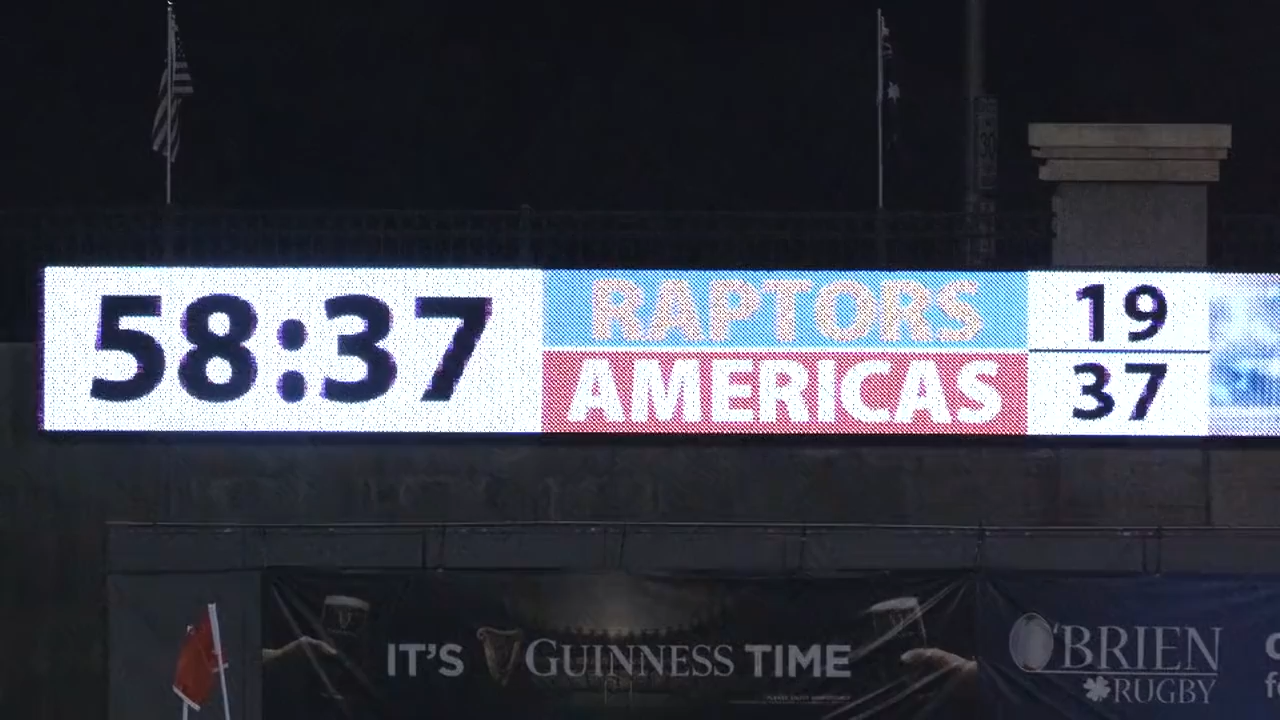 58:37
RAPTORS 19
AMERICAS 37
IT'S GUINNESS TIME
O'BRIEN
RUGBY